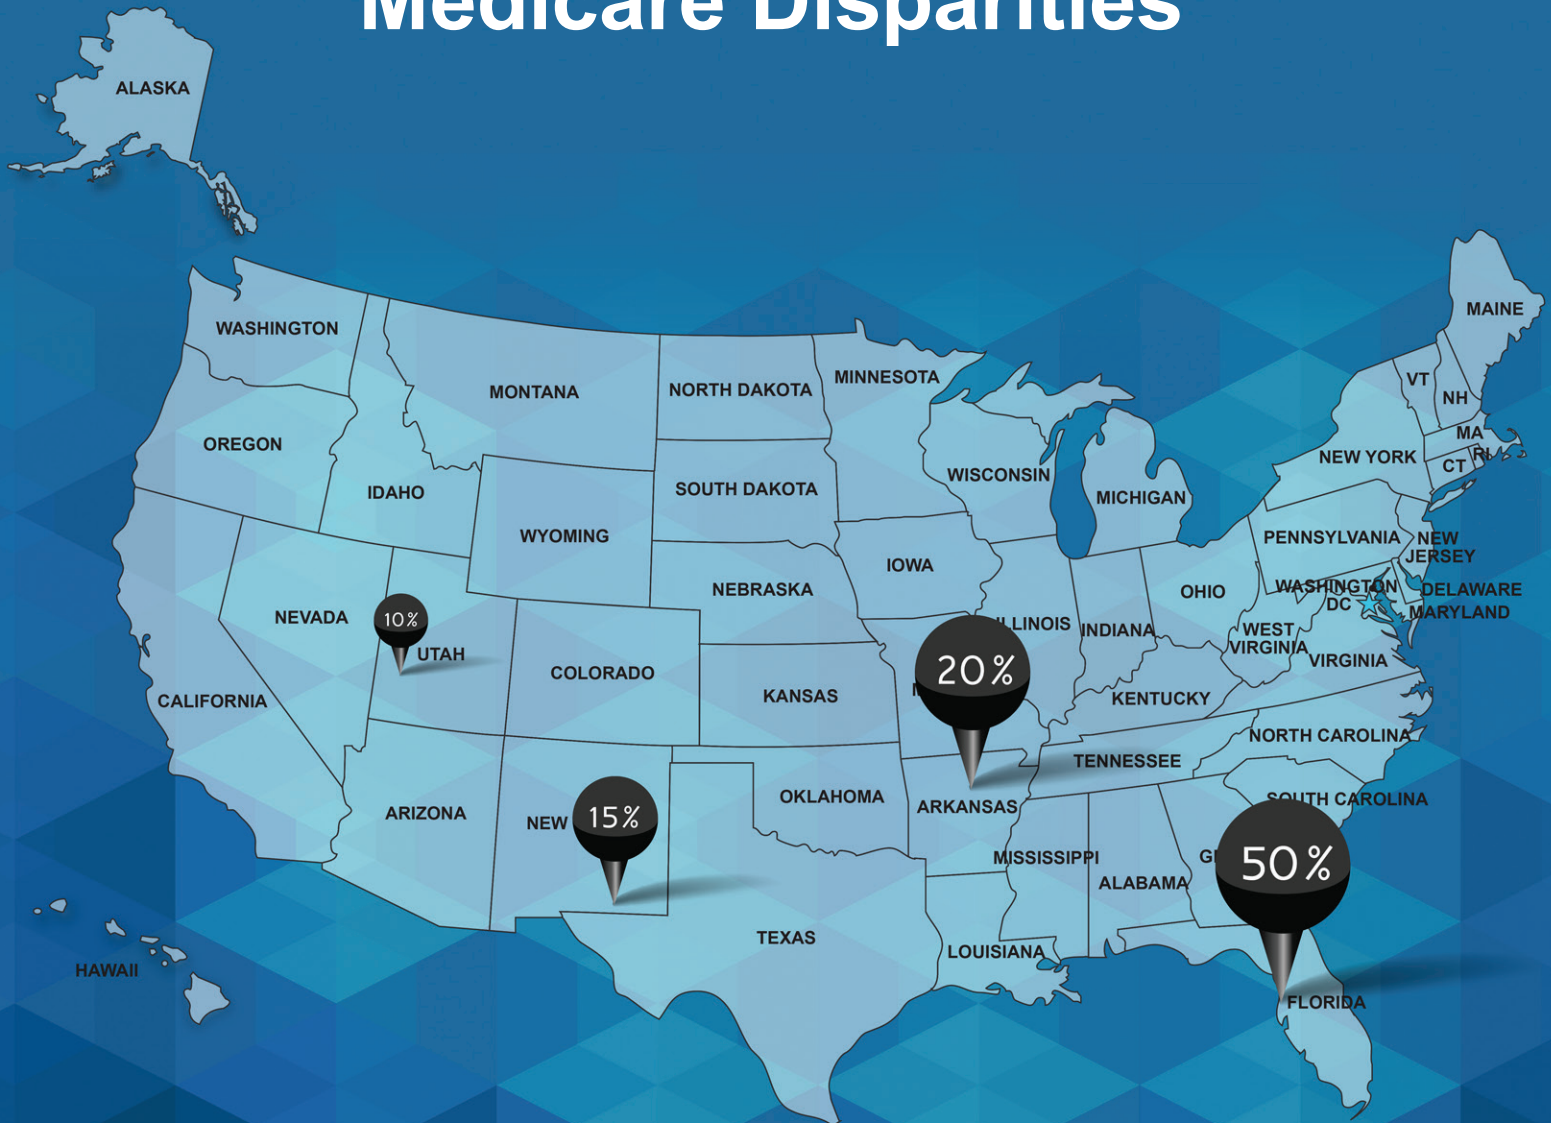 Medicare Disparities
ALASKA
WASHINGTON
MONTANA
NORTH DAKOTA
MINNESOTA
MAINE
VT
NH
MA
RI
CT
NEW YORK
OREGON
IDAHO
SOUTH DAKOTA
WISCONSIN
MICHIGAN
WYOMING
PENNSYLVANIA
NEW
JERSEY
IOWA
NEBRASKA
OHIO
WASHINGTON
DC
DELAWARE
MARYLAND
NEVADA
10%
UTAH
ILLINOIS
INDIANA
WEST
VIRGINIA
VIRGINIA
COLORADO
20%
CALIFORNIA
KANSAS
KENTUCKY
NORTH CAROLINA
TENNESSEE
OKLAHOMA
ARKANSAS
SOUTH CAROLINA
ARIZONA
NEW
15%
MISSISSIPPI
50%
ALABAMA
TEXAS
LOUISIANA
HAWAII
FLORIDA